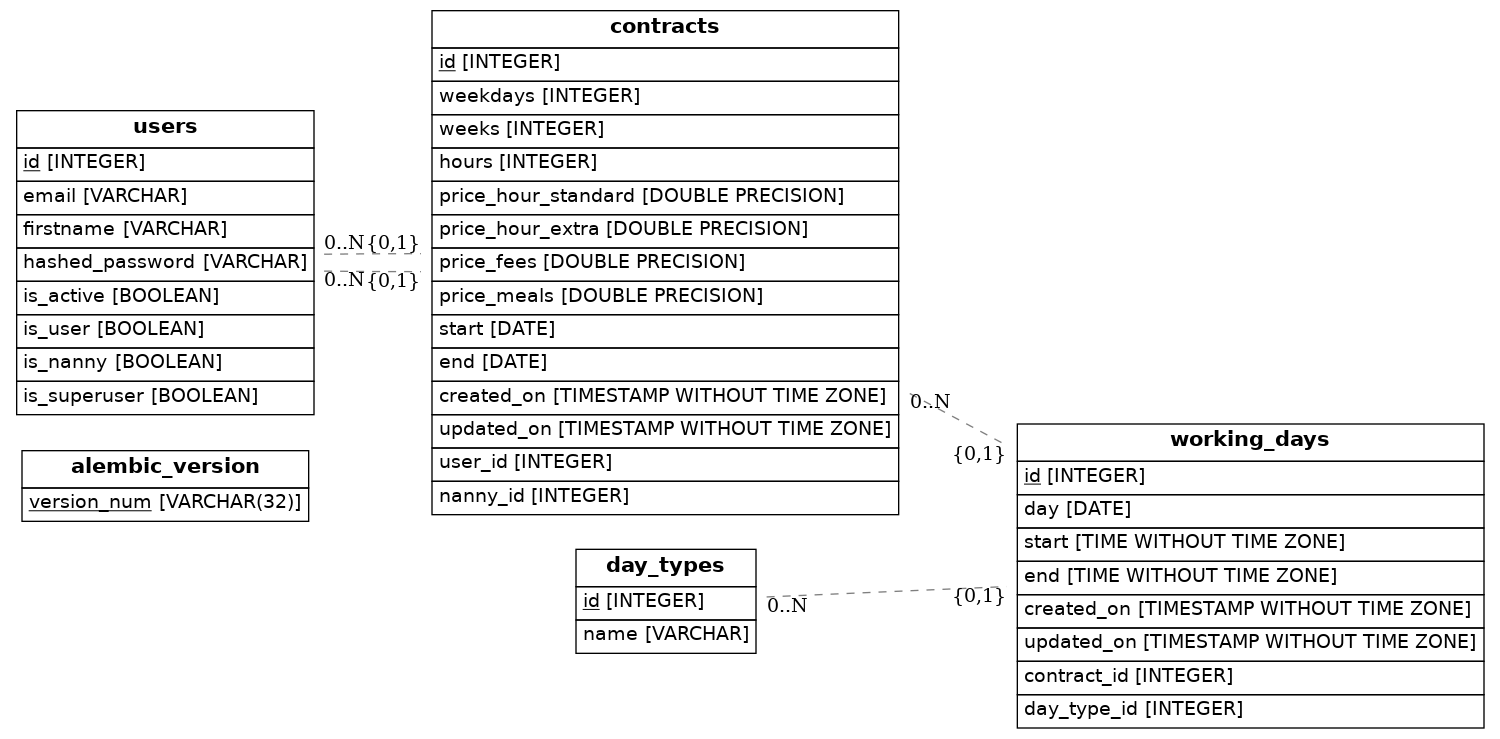 users
id [INTEGER]
email [VARCHAR]
firstname [VARCHAR]
hashed_password [VARCHAR]
is_active [BOOLEAN]
is_user [BOOLEAN]
is_nanny [BOOLEAN]
is_superuser [BOOLEAN]
alembic_version
version_num [VARCHAR(32)]
0..N {0,1}
0..N {0,1}
contracts
id [INTEGER]
weekdays [INTEGER]
weeks [INTEGER]
hours [INTEGER]
price_hour_standard [DOUBLE PRECISION]
price_hour_extra [DOUBLE PRECISION]
price_fees [DOUBLE PRECISION]
price_meals [DOUBLE PRECISION]
start [DATE]
end [DATE]
created_on [TIMESTAMP WITHOUT TIME ZONE]
updated_on [TIMESTAMP WITHOUT TIME ZONE]
user_id [INTEGER]
nanny_id [INTEGER]
day_types
id [INTEGER]
name [VARCHAR]
0..N
{0,1}
0..N
{0,1}
working_days
id [INTEGER]
day [DATE]
start [TIME WITHOUT TIME ZONE]
end [TIME WITHOUT TIME ZONE]
created_on [TIMESTAMP WITHOUT TIME ZONE]
updated_on [TIMESTAMP WITHOUT TIME ZONE]
contract_id [INTEGER]
day_type_id [INTEGER]